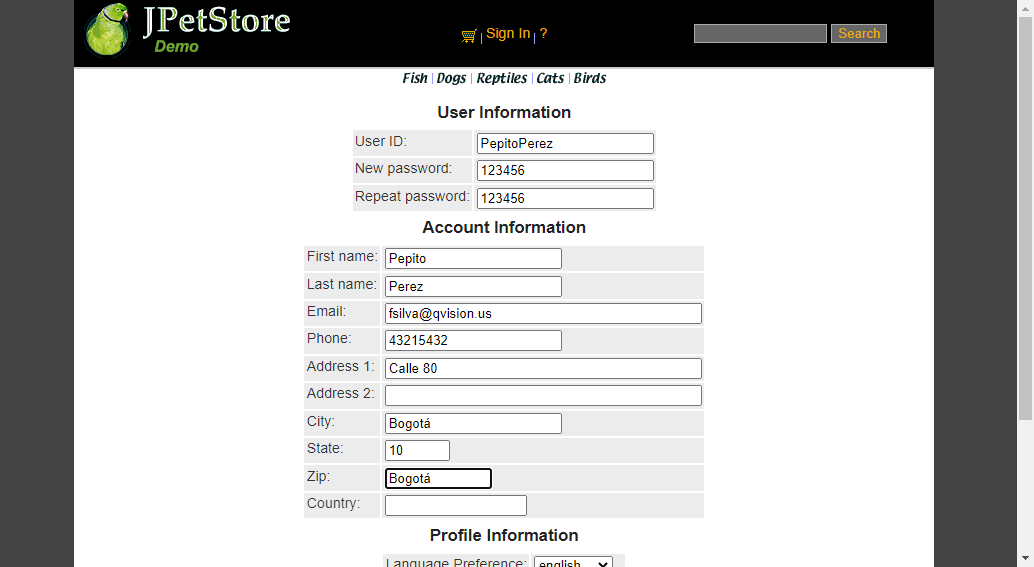 JPetStore
Demo
Sign In | ?
Search
Fish | Dogs | Reptiles | Cats | Birds
User Information
User ID: PepitoPerez
New password: 123456
Repeat password: 123456
Account Information
First name: Pepito
Last name: Perez
Email: fsilva@qvision.us
Phone: 43215432
Address 1: Calle 80
Address 2:
City: Bogotá
State: 10
Zip: Bogotá
Country:
Profile Information
Language Preference: english